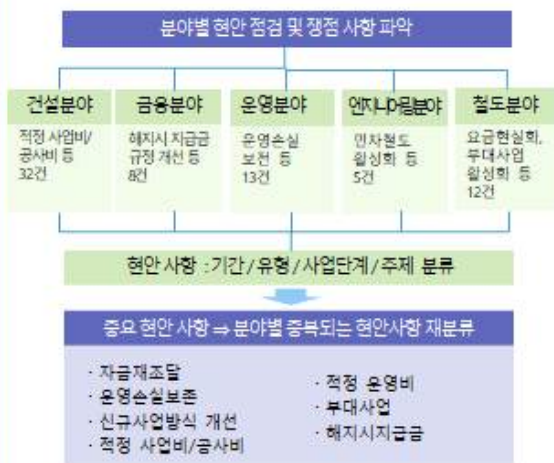 분야별 현안 점검 및 쟁점 사항 파악
건설분야
적정 사업비/
공사비 등
32건
금융분야
해지시 지급금
규정 개선 등
8건
운영분야
운영손실
보전 등
13건
엔지니어링분야
민자철도
활성화 등
5건
철도분야
요금현실화,
부대사업
활성화 등
12건
현안 사항 : 기간 / 유형 / 사업단계 / 주제 분류
중요 현안 사항 ⇒ 분야별 중복되는 현안사항 재분류
· 자금재조달
· 운영손실보존
· 신규사업방식 개선
· 적정 사업비/공사비
· 적정 운영비
· 부대사업
· 해지시지급금